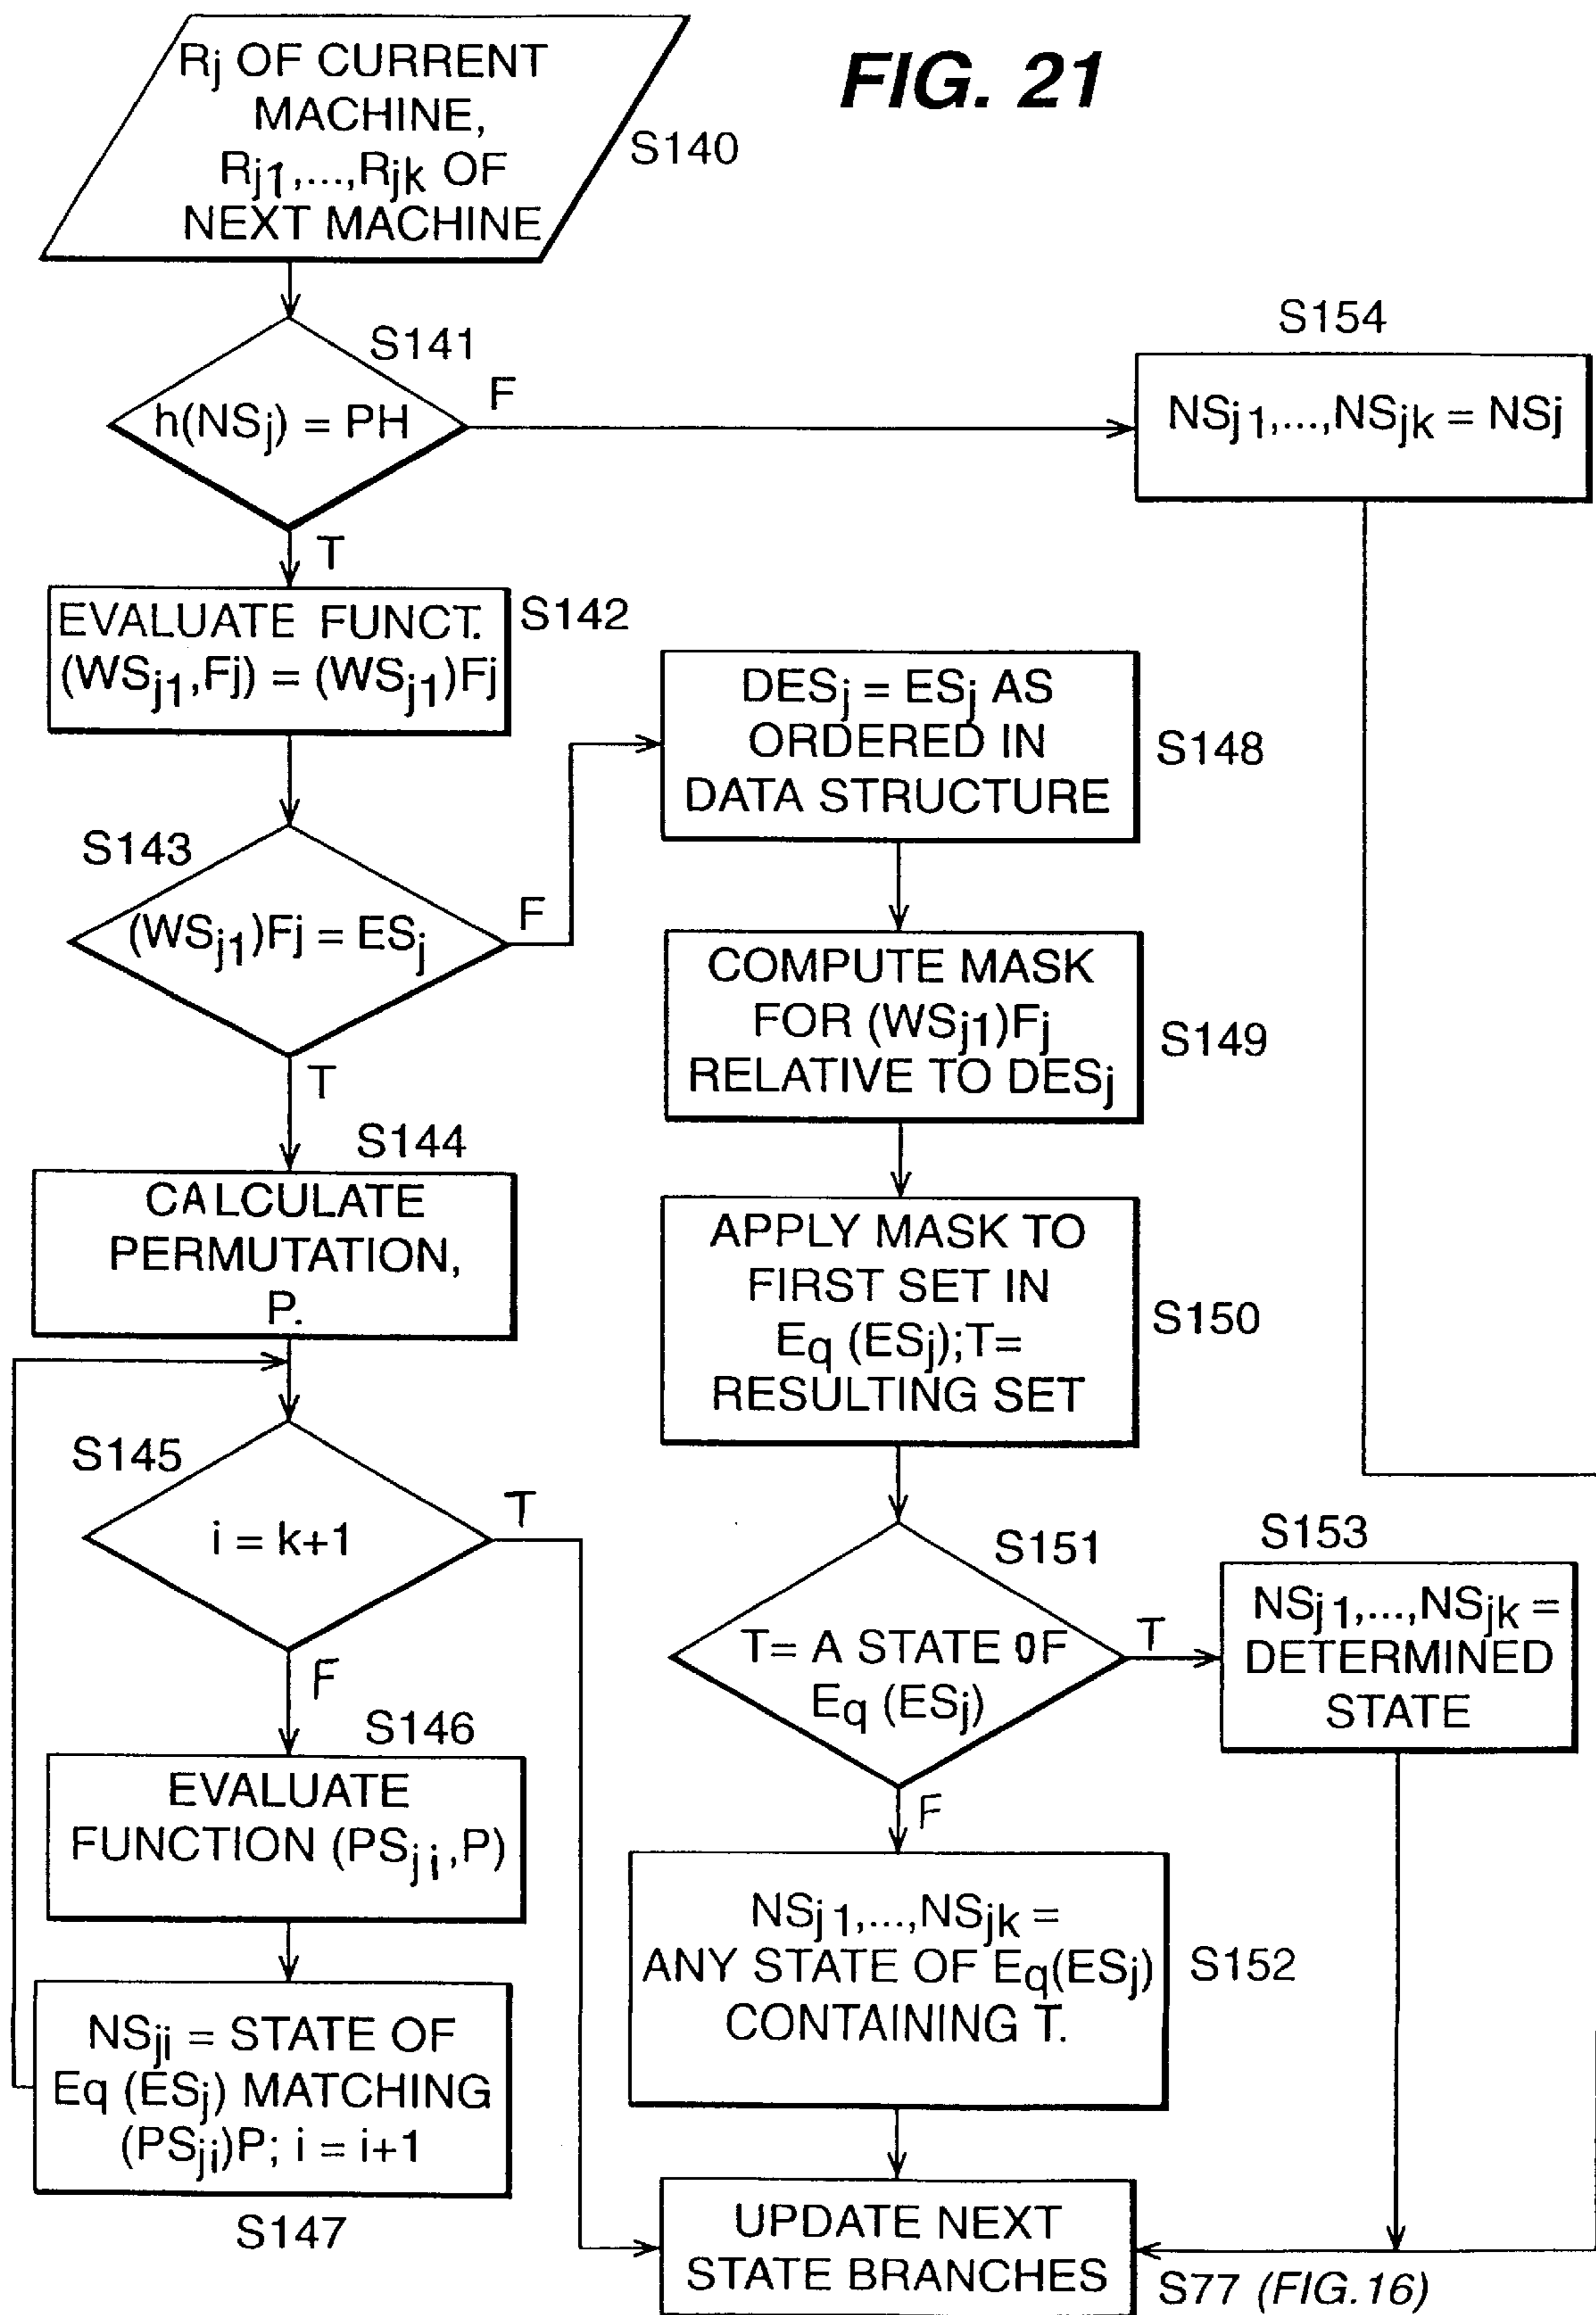 FIG. 21
Rj OF CURRENT
MACHINE,
Rj1,...,Rjk OF
NEXT MACHINE
S140
S141
h(NSj) = PH
F
T
S154
NSj1,...,NSjk = NSj
EVALUATE FUNCT.
(WSj1,Fj) = (WSj1)Fj
S142
S143
(WSj1)Fj = ESj
F
T
S144
CALCULATE
PERMUTATION,
P.
S145
i = k+1
T
F
S146
EVALUATE
FUNCTION (PSji,P)
NSji = STATE OF
Eq (ESj) MATCHING
(PSji)P; i = i+1
S147
DESj = ESj AS
ORDERED IN
DATA STRUCTURE
S148
COMPUTE MASK
FOR (WSj1)Fj
RELATIVE TO DESj
S149
APPLY MASK TO
FIRST SET IN
Eq (ESj);T=
RESULTING SET
S150
S151
T= A STATE OF
Eq (ESj)
T
F
S153
NSj1,...,NSjk =
DETERMINED
STATE
NSj1,...,NSjk =
ANY STATE OF Eq(ESj)
CONTAINING T.
S152
UPDATE NEXT
STATE BRANCHES
S77 (FIG.16)